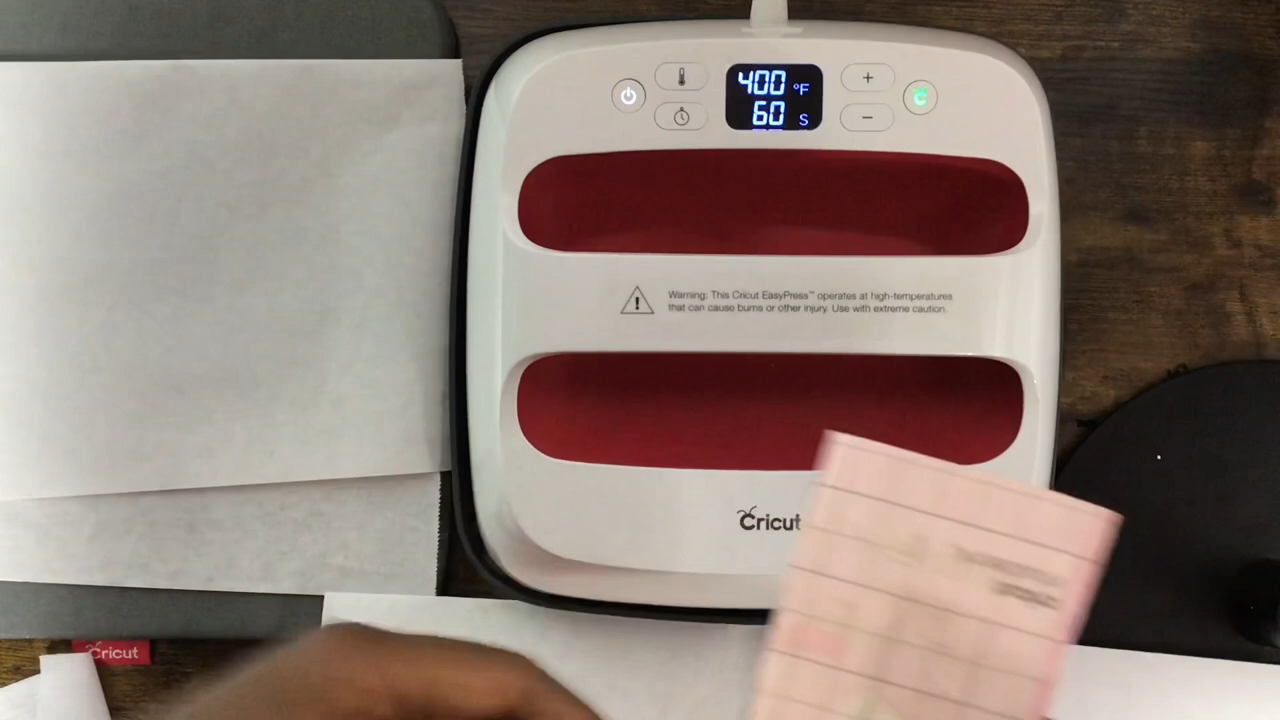 400 °F
60 S
Warning: This Cricut EasyPress™ operates at high-temperatures
that can cause burns or other injury. Use with extreme caution.
Cricut
Cricut